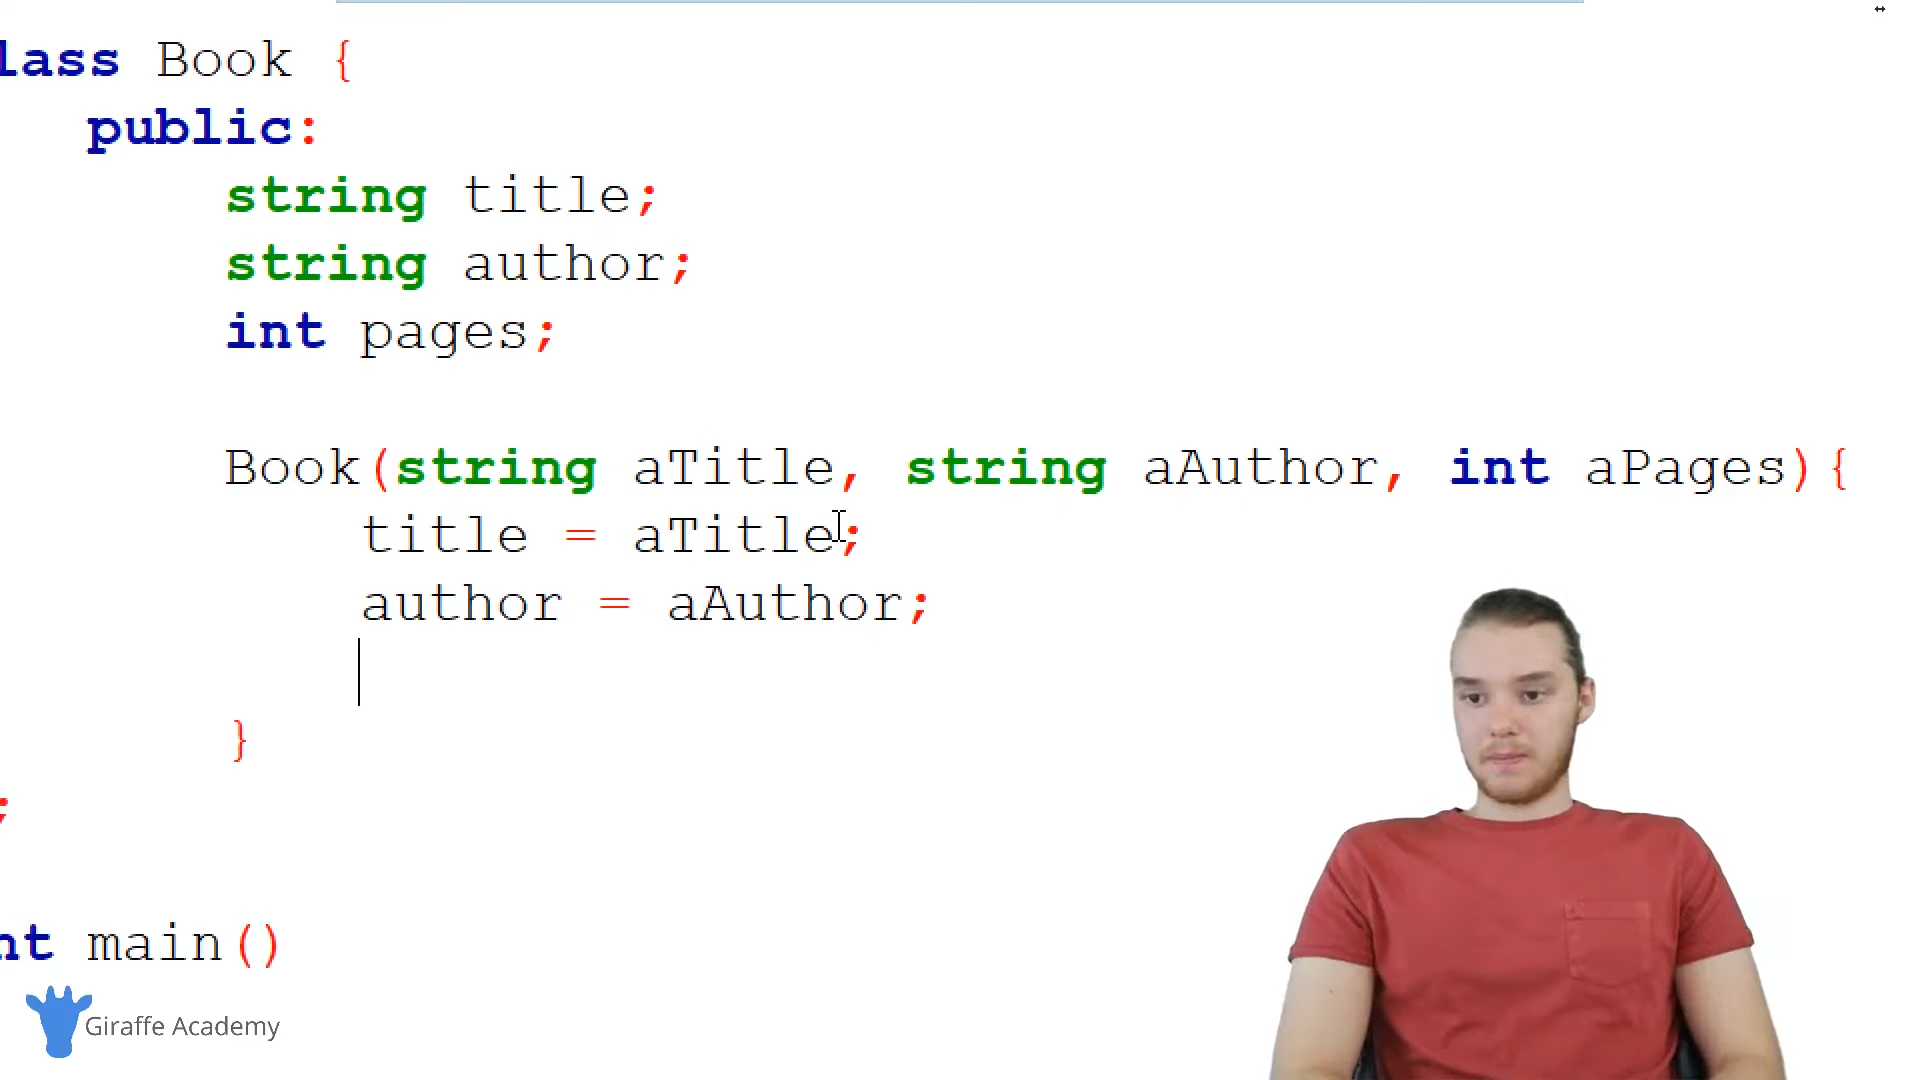 lass Book {
public:
string title;
string author;
int pages;
Book(string aTitle, string aAuthor, int aPages){
title = aTitle;
author = aAuthor;
}
;
nt main()
Giraffe Academy